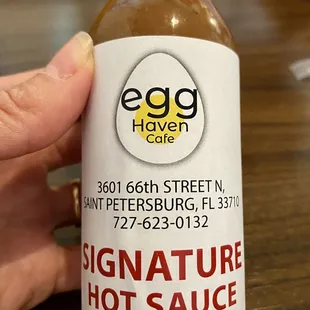 egg
Haven
Cafe
3601 66th STREET N,
SAINT PETERSBURG, FL 33710
727-623-0132
SIGNATURE
HOT SAUCE